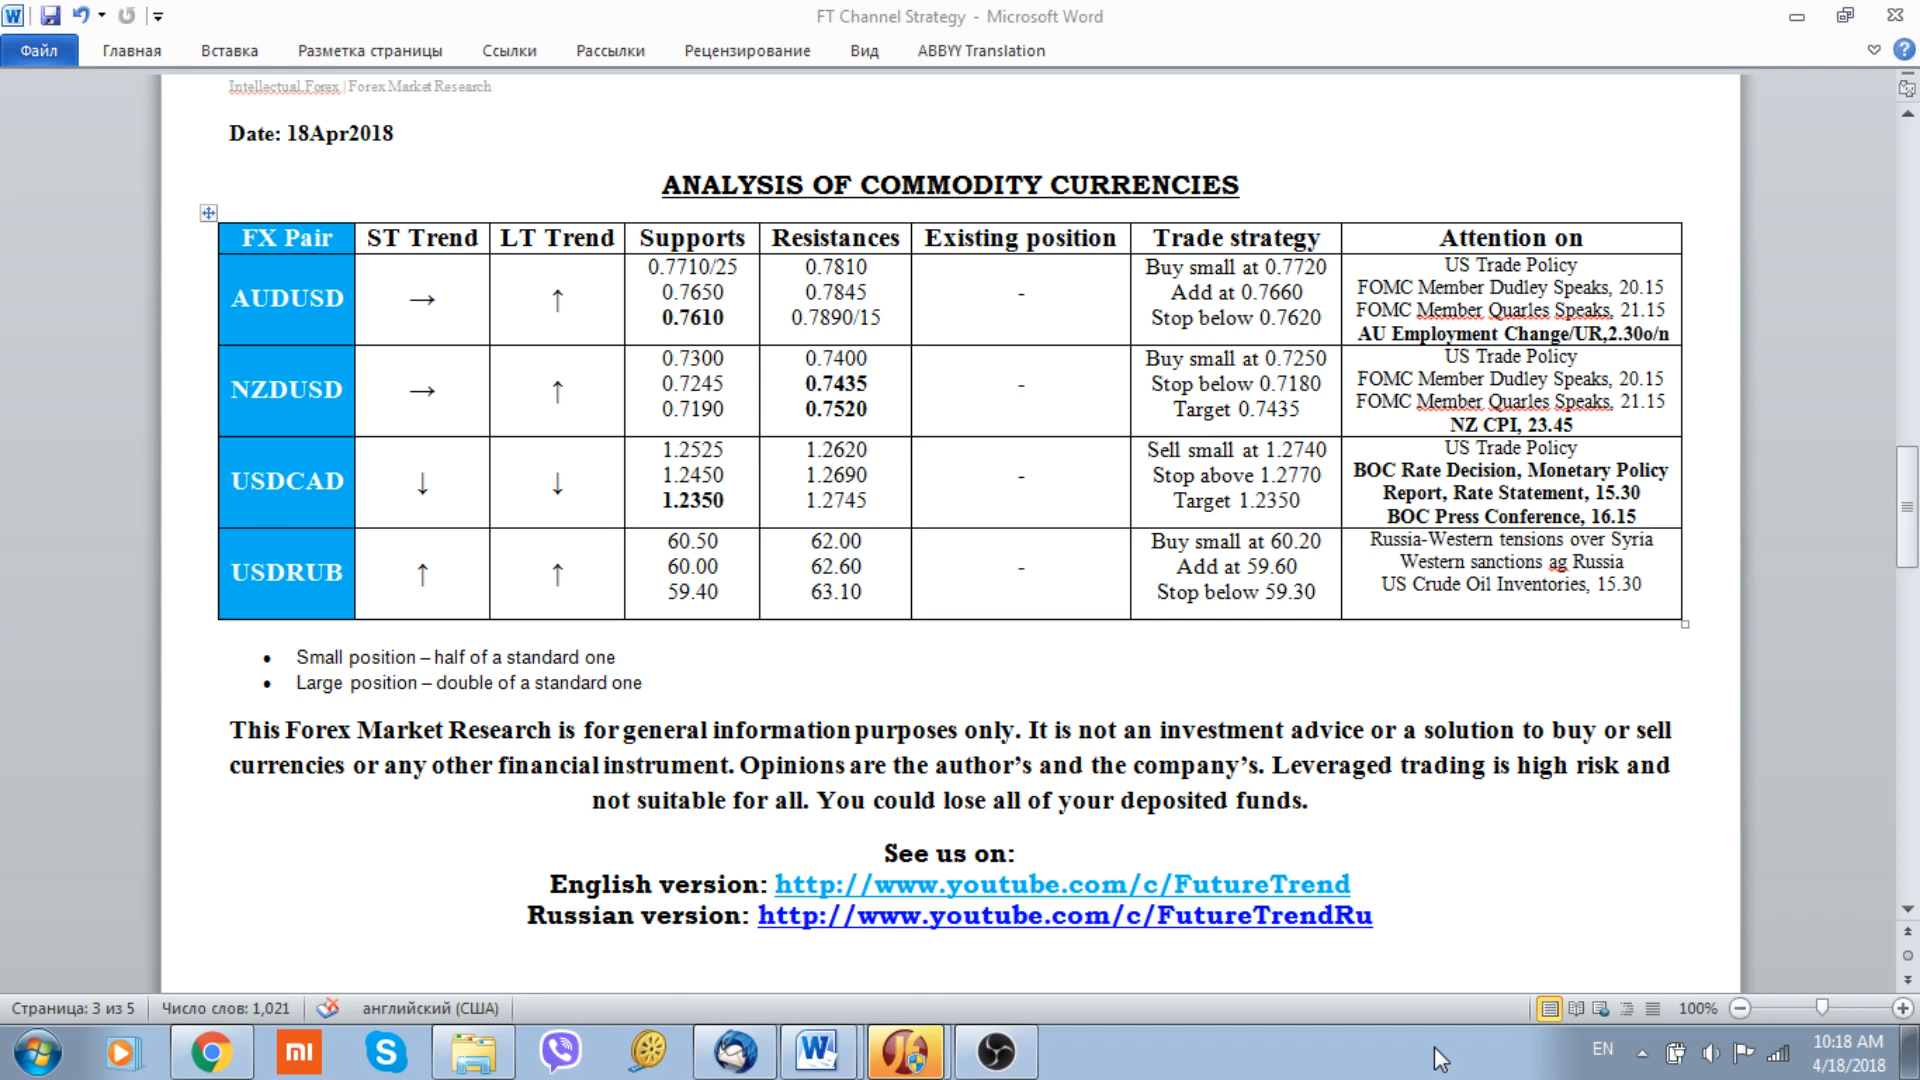 FT Channel Strategy - Microsoft Word
Файл Главная Вставка Разметка страницы Ссылки Рассылки Рецензирование Вид ABBYY Translation
Intellectual Forex | Forex Market Research
Date: 18Apr2018
ANALYSIS OF COMMODITY CURRENCIES
FX Pair ST Trend LT Trend Supports Resistances Existing position Trade strategy Attention on
AUDUSD → ↑
0.7710/25
0.7650
0.7610
0.7810
0.7845
0.7890/15
-
Buy small at 0.7720
Add at 0.7660
Stop below 0.7620
US Trade Policy
FOMC Member Dudley Speaks, 20.15
FOMC Member Quarles Speaks, 21.15
AU Employment Change/UR,2.30o/n
NZDUSD → ↑
0.7300
0.7245
0.7190
0.7400
0.7435
0.7520
-
Buy small at 0.7250
Stop below 0.7180
Target 0.7435
US Trade Policy
FOMC Member Dudley Speaks, 20.15
FOMC Member Quarles Speaks, 21.15
NZ CPI, 23.45
USDCAD ↓ ↓
1.2525
1.2450
1.2350
1.2620
1.2690
1.2745
-
Sell small at 1.2740
Stop above 1.2770
Target 1.2350
US Trade Policy
BOC Rate Decision, Monetary Policy
Report, Rate Statement, 15.30
BOC Press Conference, 16.15
USDRUB ↑ ↑
60.50
60.00
59.40
62.00
62.60
63.10
-
Buy small at 60.20
Add at 59.60
Stop below 59.30
Russia-Western tensions over Syria
Western sanctions ag Russia
US Crude Oil Inventories, 15.30
• Small position – half of a standard one
• Large position – double of a standard one
This Forex Market Research is for general information purposes only. It is not an investment advice or a solution to buy or sell
currencies or any other financial instrument. Opinions are the author’s and the company’s. Leveraged trading is high risk and
not suitable for all. You could lose all of your deposited funds.
See us on:
English version: http://www.youtube.com/c/FutureTrend
Russian version: http://www.youtube.com/c/FutureTrendRu
Страница: 3 из 5 Число слов: 1,021 английский (США) 100%
EN
10:18 AM
4/18/2018